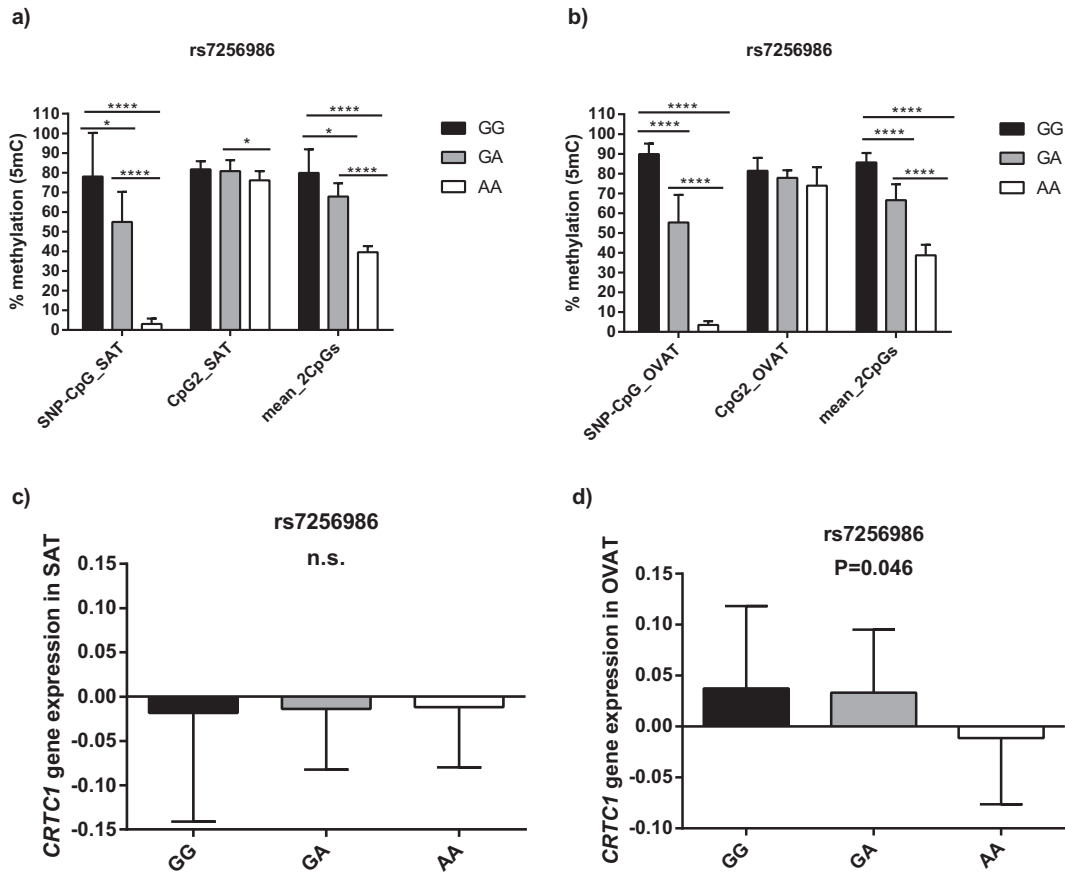 a)
rs7256986
% methylation (5mC)
110
100
90
80
70
60
50
40
30
20
10
0
****
*
****
*
****
*
****
GG
GA
AA
SNP-CpG_SAT
CpG2_SAT
mean_2CpGs
b)
rs7256986
% methylation (5mC)
110
100
90
80
70
60
50
40
30
20
10
0
****
****
****
****
****
****
GG
GA
AA
SNP-CpG_OVAT
CpG2_OVAT
mean_2CpGs
c)
rs7256986
n.s.
CRTC1 gene expression in SAT
0.15
0.10
0.05
0.00
-0.05
-0.10
-0.15
GG
GA
AA
d)
rs7256986
P=0.046
CRTC1 gene expression in OVAT
0.15
0.10
0.05
0.00
-0.05
-0.10
GG
GA
AA